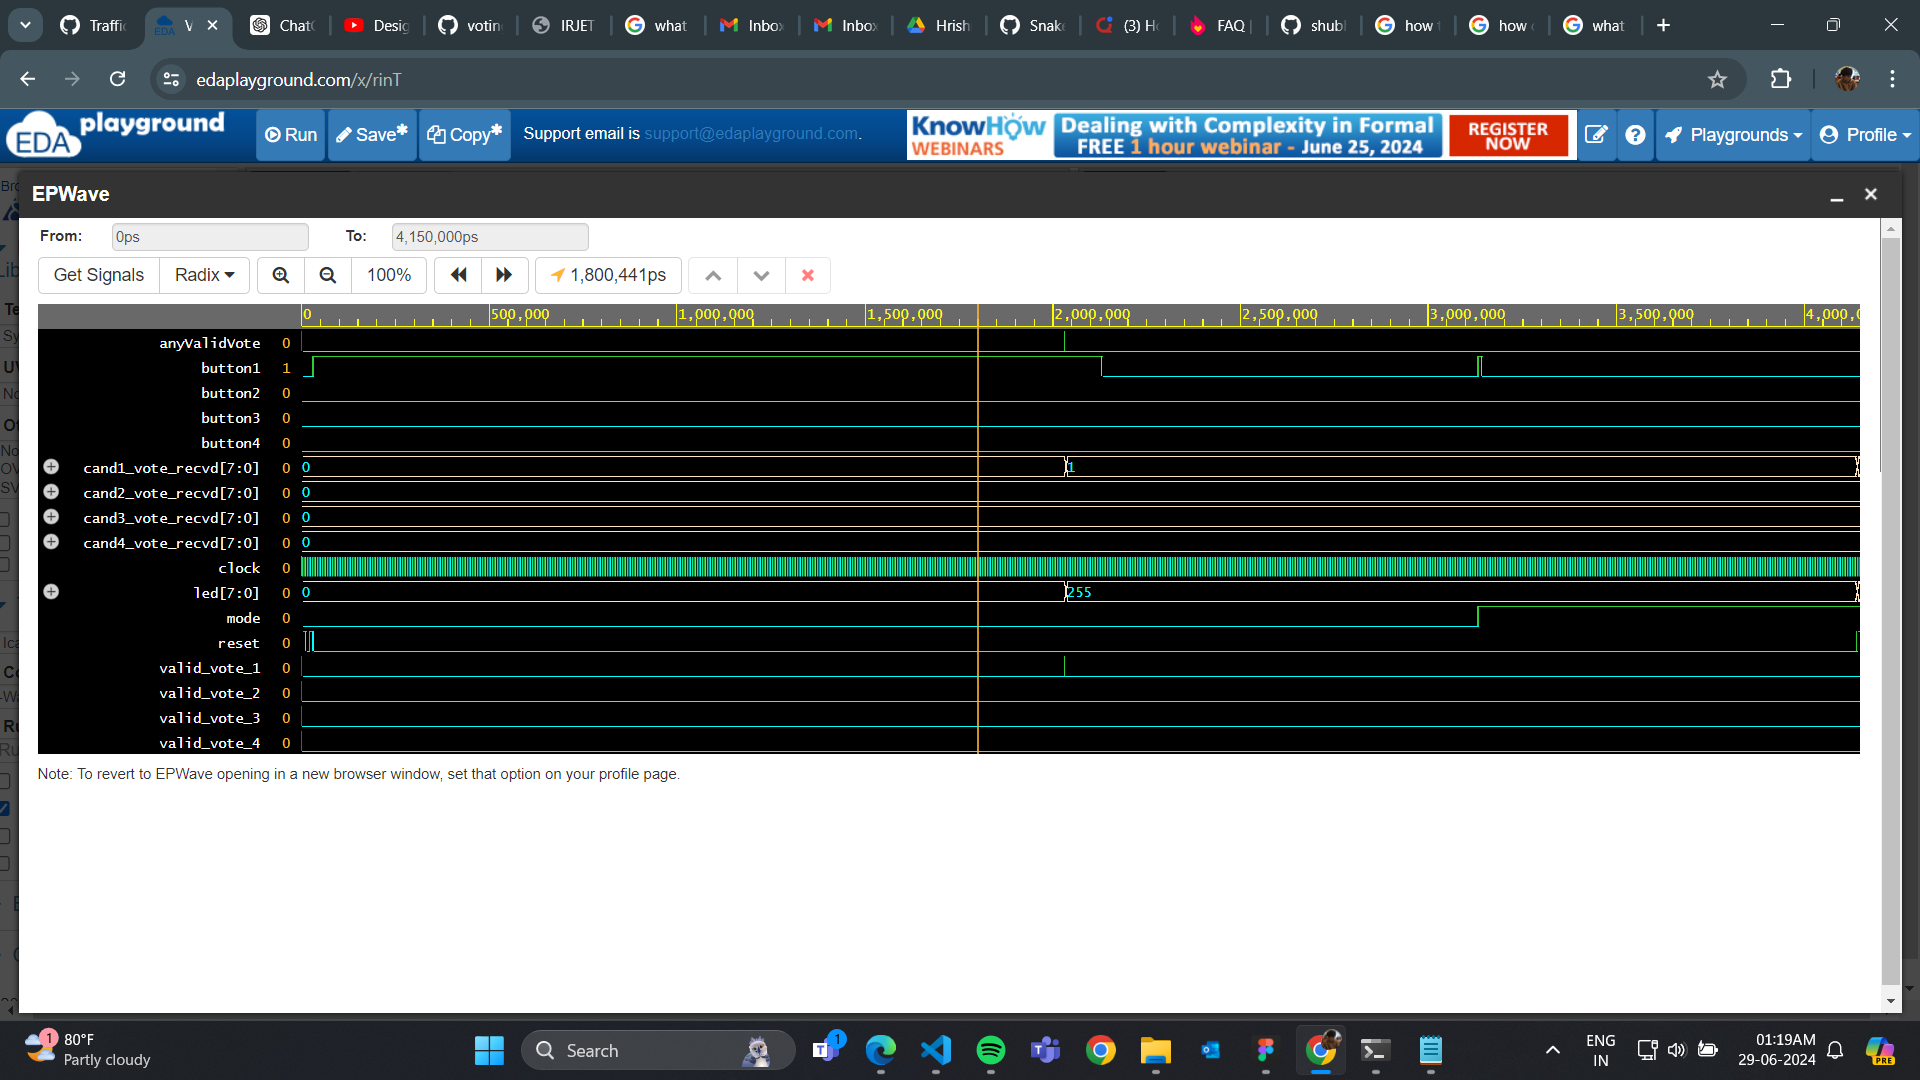 Traffi
V
ChatG
Desig
votin
IRJET
what
Inbox
Inbox
Hrish
Snake
(3) Ho
FAQ |
shubh
how t
how c
what
edaplayground.com/x/rinT
EDA playground
Run
Save*
Copy*
Support email is support@edaplayground.com.
KnowHow WEBINARS
Dealing with Complexity in Formal
FREE 1 hour webinar - June 25, 2024
REGISTER NOW
Playgrounds
Profile
EPWave
From: 0ps To: 4,150,000ps
Get Signals Radix 100% 1,800,441ps
0 500,000 1,000,000 1,500,000 2,000,000 2,500,000 3,000,000 3,500,000 4,000,0
anyValidVote 0
button1 1
button2 0
button3 0
button4 0
cand1_vote_recvd[7:0] 0 0 1
cand2_vote_recvd[7:0] 0 0
cand3_vote_recvd[7:0] 0 0
cand4_vote_recvd[7:0] 0 0
clock 0
led[7:0] 0 0 255
mode 0
reset 0
valid_vote_1 0
valid_vote_2 0
valid_vote_3 0
valid_vote_4 0
Note: To revert to EPWave opening in a new browser window, set that option on your profile page.
1
80°F
Partly cloudy
Search
1
ENG
IN
01:19AM
29-06-2024
PRE